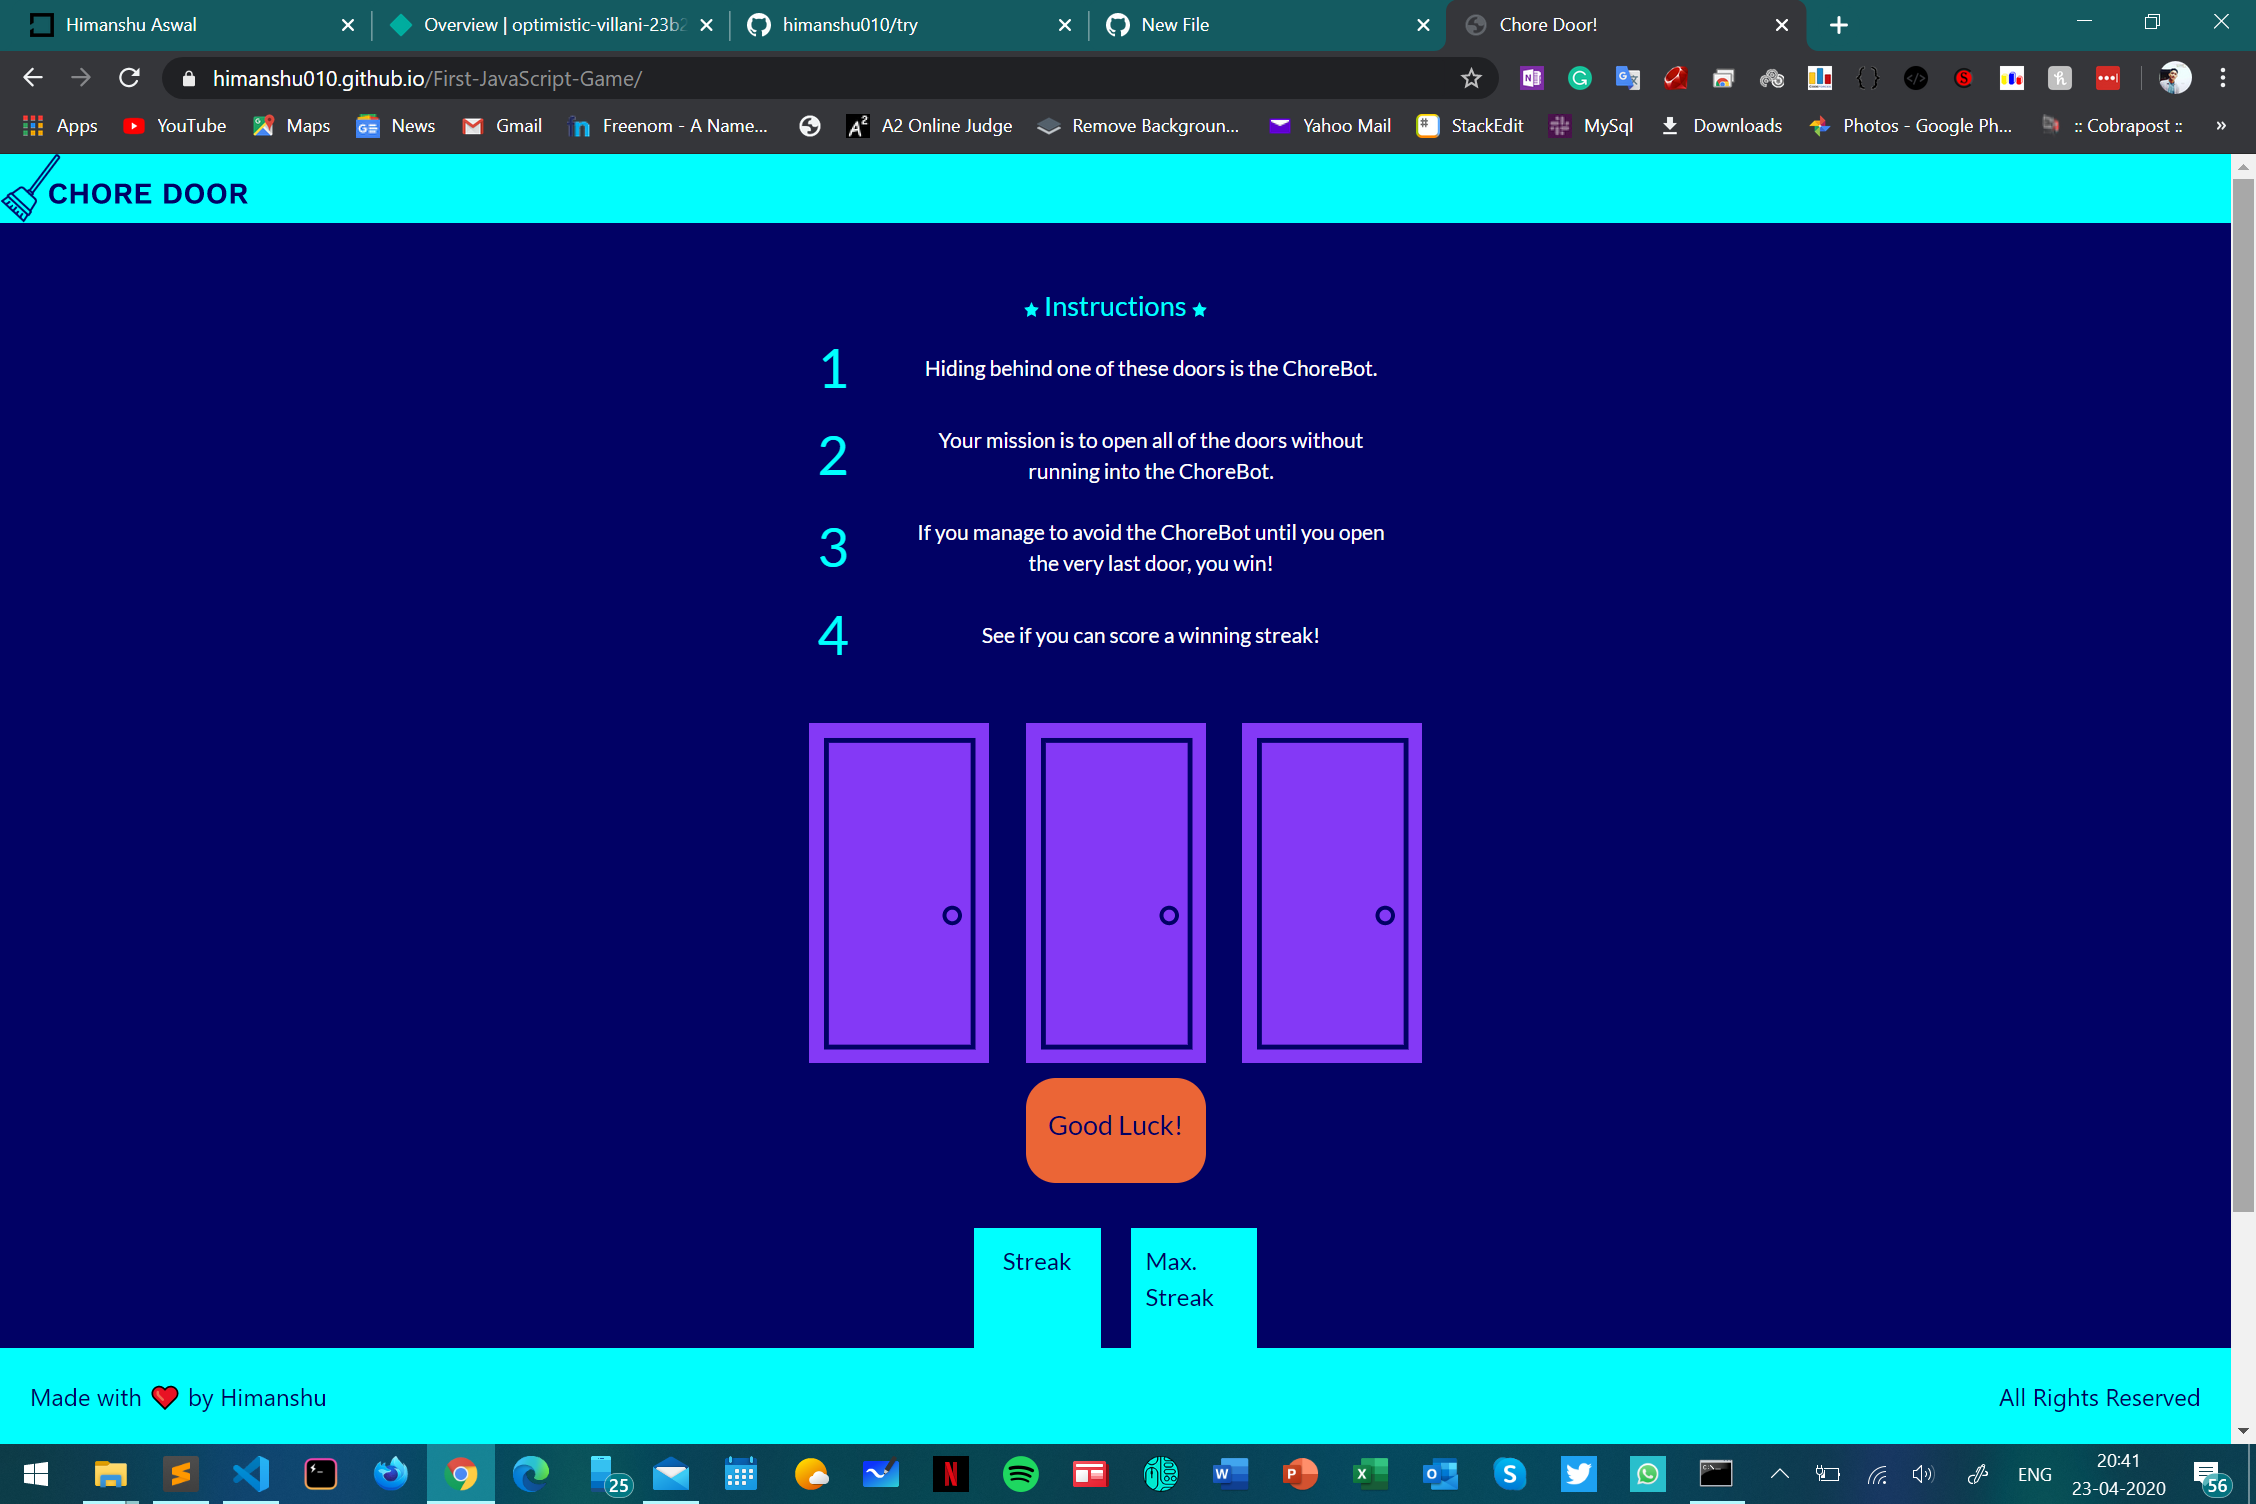 Himanshu Aswal
Overview | optimistic-villani-23b2
himanshu010/try
New File
Chore Door!
himanshu010.github.io/First-JavaScript-Game/
Apps
YouTube
Maps
News
Gmail
Freenom - A Name...
A2 Online Judge
Remove Backgroun...
Yahoo Mail
StackEdit
MySql
Downloads
Photos - Google Ph...
:: Cobrapost ::
»
CHORE DOOR
Instructions
1 Hiding behind one of these doors is the ChoreBot.
2 Your mission is to open all of the doors without
running into the ChoreBot.
3 If you manage to avoid the ChoreBot until you open
the very last door, you win!
4 See if you can score a winning streak!
Good Luck!
Streak
Max.
Streak
Made with ❤ by Himanshu
All Rights Reserved
25
ENG
20:41
23-04-2020
56